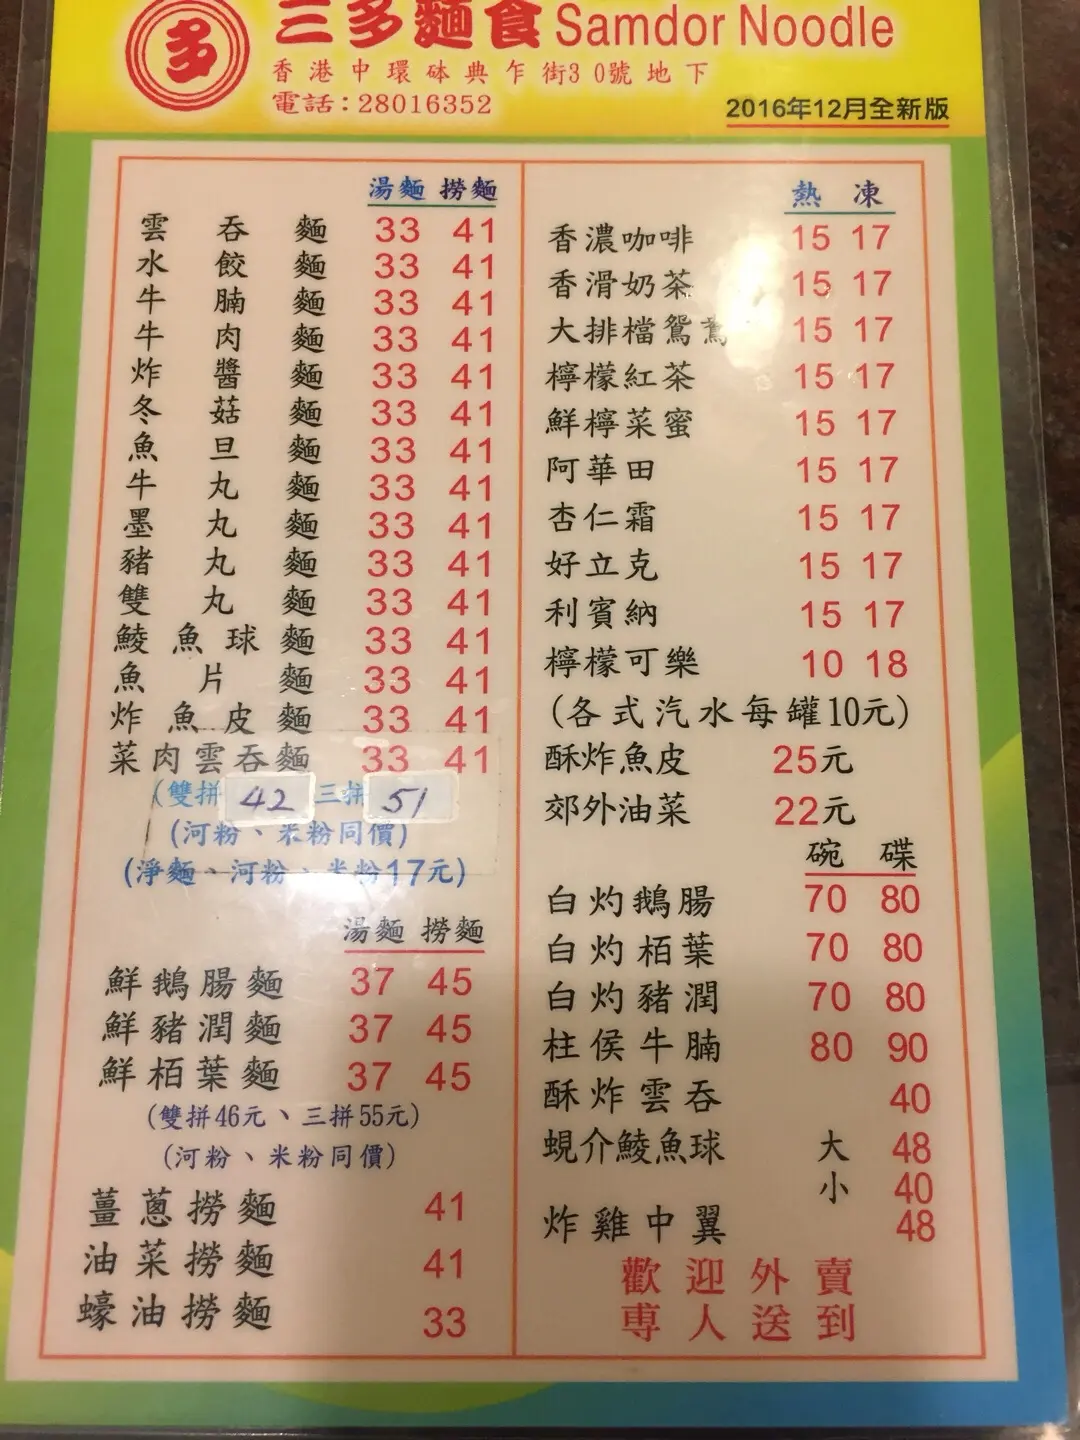 多
三多麵食 Samdor Noodle
香港中環砵典乍街30號地下
電話：28016352
2016年12月全新版
湯麵 撈麵
雲吞麵 33 41
水餃麵 33 41
牛腩麵 33 41
牛肉麵 33 41
炸醬麵 33 41
冬菇麵 33 41
魚旦麵 33 41
牛丸麵 33 41
墨丸麵 33 41
豬丸麵 33 41
雙丸麵 33 41
鯪魚球麵 33 41
魚片麵 33 41
炸魚皮麵 33 41
菜肉雲吞麵 33 41
(雙拼 42 三拼 51
(河粉、米粉同價)
(淨麵、河粉、米粉17元)
湯麵 撈麵
鮮鵝腸麵 37 45
鮮豬潤麵 37 45
鮮栢葉麵 37 45
(雙拼46元、三拼55元)
(河粉、米粉同價)
薑蔥撈麵 41
油菜撈麵 41
蠔油撈麵 33
熱 凍
香濃咖啡 15 17
香滑奶茶 15 17
大排檔鴛鴦 15 17
檸檬紅茶 15 17
鮮檸菜蜜 15 17
阿華田 15 17
杏仁霜 15 17
好立克 15 17
利賓納 15 17
檸檬可樂 10 18
(各式汽水每罐10元)
酥炸魚皮 25元
郊外油菜 22元
碗 碟
白灼鵝腸 70 80
白灼栢葉 70 80
白灼豬潤 70 80
柱侯牛腩 80 90
酥炸雲吞 40
蜆介鯪魚球 大 48
小 40
炸雞中翼 48
歡迎外賣
專人送到